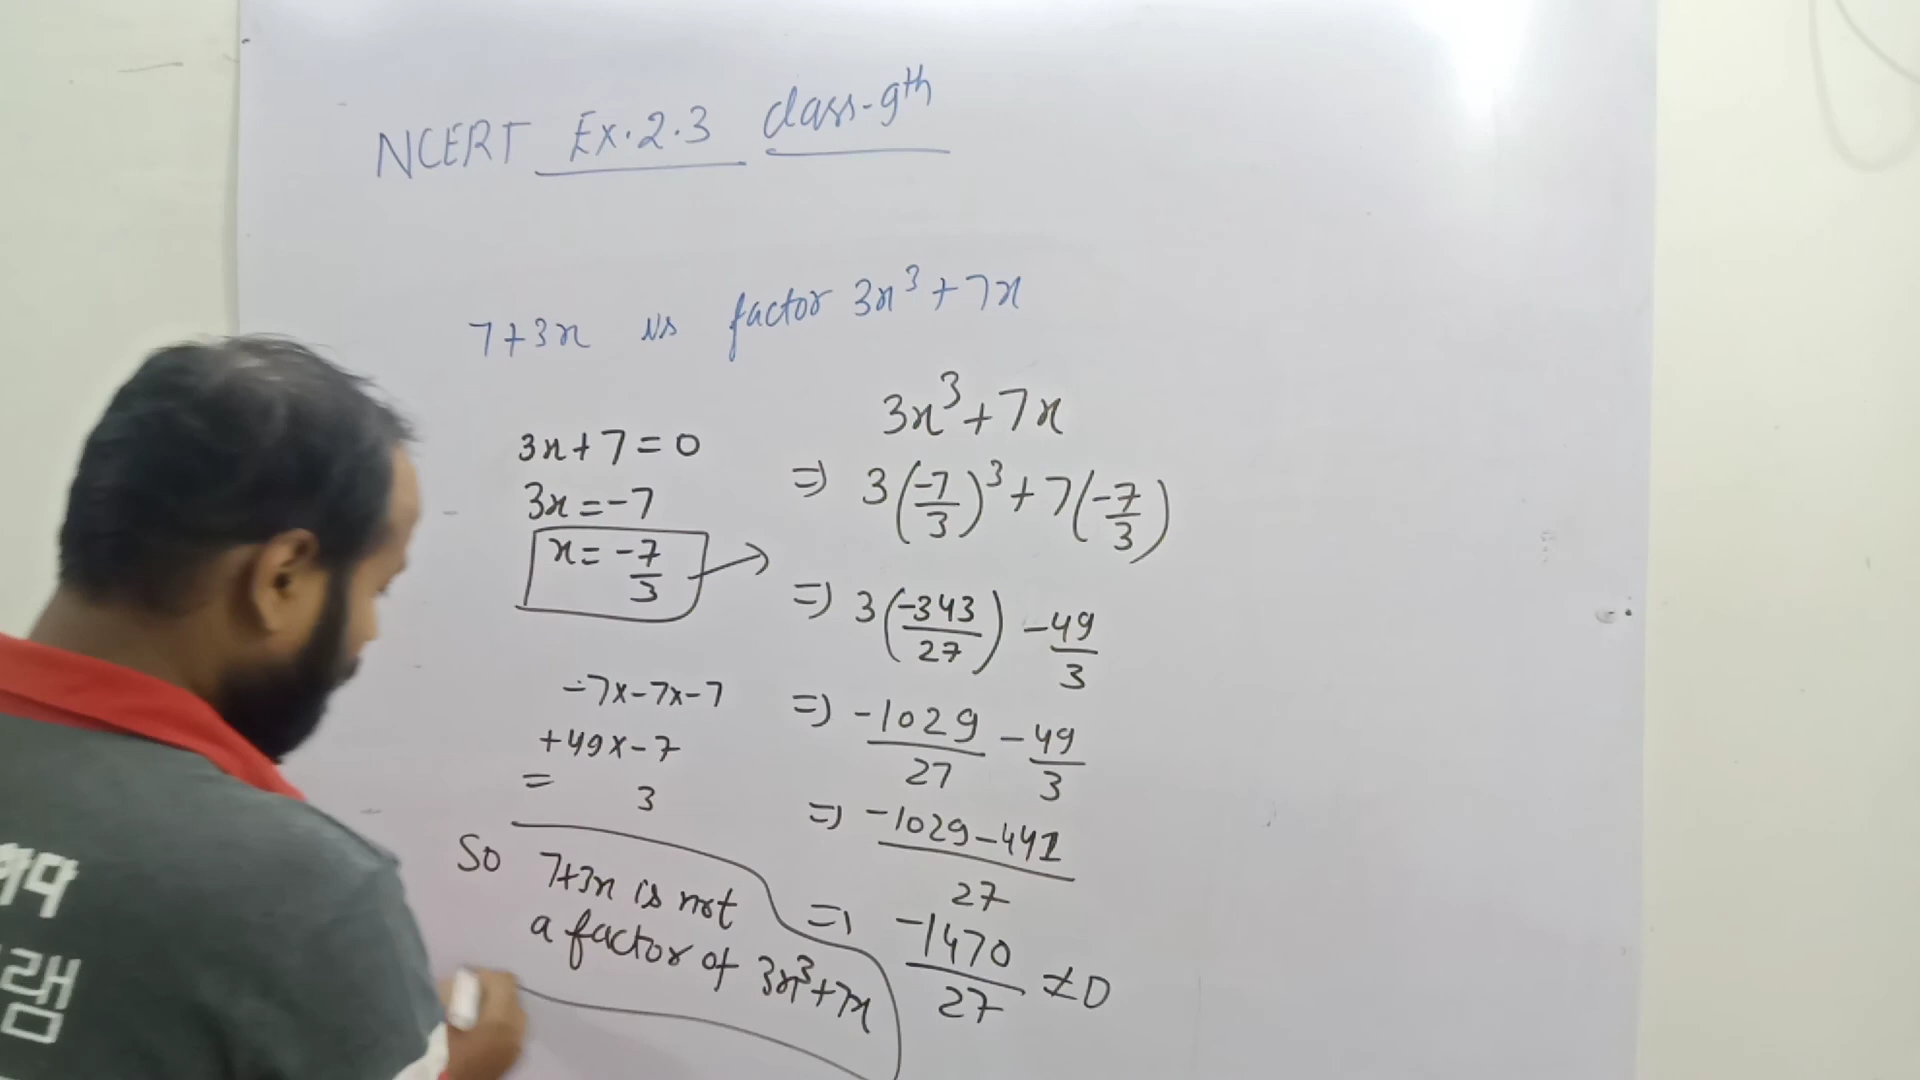 NCERT Ex.2.3 class-9th
7+3x is factor 3x³+7x
3x+7=0
3x=-7
x=-7/3
-7x-7x-7
+49x-7
= 3
3x³+7x
=> 3(-7/3)³+7(-7/3)
=> 3(-343/27) -49/3
=> -1029/27 -49/3
=> -1029-441/27
=> -1470/27 ≠0
So 7+3x is not
a factor of 3x³+7x